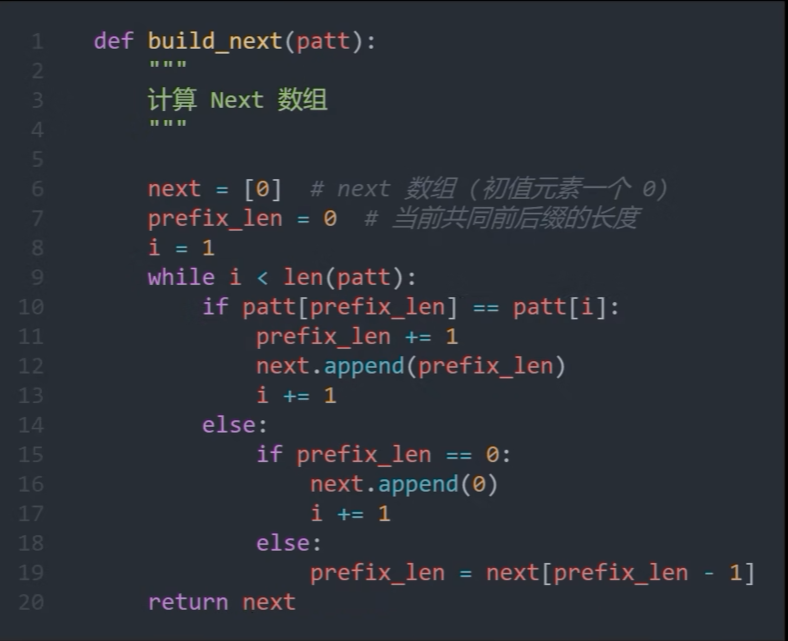 1 def build_next(patt):
2 """
3 计算 Next 数组
4 """
5
6 next = [0] # next 数组 (初值元素一个 0)
7 prefix_len = 0 # 当前共同前后缀的长度
8 i = 1
9 while i < len(patt):
10 if patt[prefix_len] == patt[i]:
11 prefix_len += 1
12 next.append(prefix_len)
13 i += 1
14 else:
15 if prefix_len == 0:
16 next.append(0)
17 i += 1
18 else:
19 prefix_len = next[prefix_len - 1]
20 return next